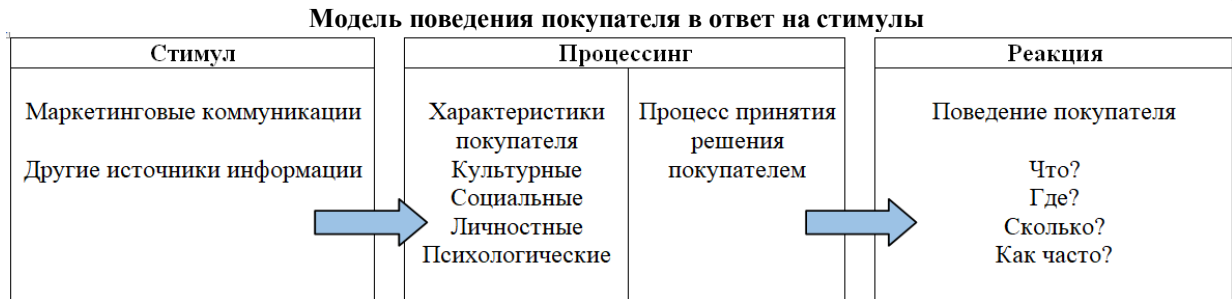 Модель поведения покупателя в ответ на стимулы
Стимул
Маркетинговые коммуникации
Другие источники информации
Процессинг
Характеристики
покупателя
Культурные
Социальные
Личностные
Психологические
Процесс принятия
решения
покупателем
Реакция
Поведение покупателя
Что?
Где?
Сколько?
Как часто?